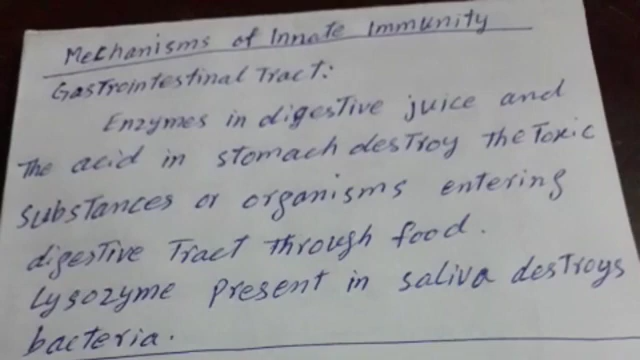 Mechanisms of Innate Immunity
Gastrointestinal Tract:
Enzymes in digestive juice and
The acid in stomach destroy the Toxic
substances or organisms entering
digestive Tract through food.
Lysozyme present in saliva destroys
bacteria.